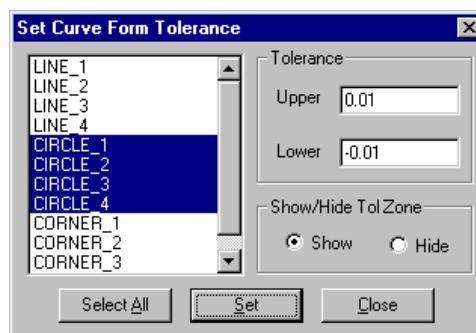 Set Curve Form Tolerance
LINE_1
LINE_2
LINE_3
LINE_4
CIRCLE_1
CIRCLE_2
CIRCLE_3
CIRCLE_4
CORNER_1
CORNER_2
CORNER_3
Tolerance
Upper 0.01
Lower -0.01
Show/Hide Tol Zone
Show Hide
Select All Set Close